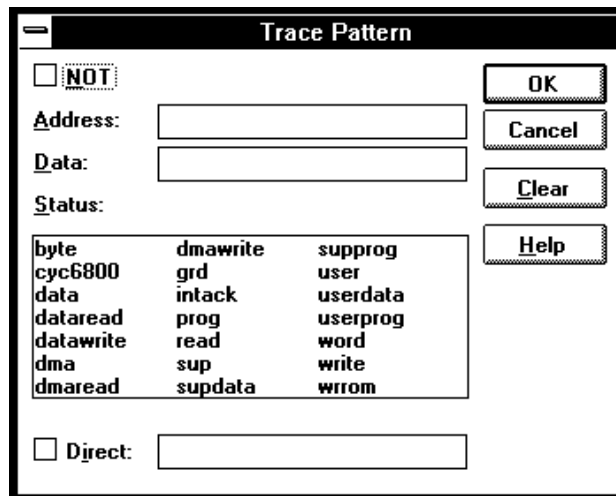 Trace Pattern
NOT
OK
Address:
Cancel
Data:
Clear
Status:
Help
byte dmawrite supprog
cyc6800 grd user
data intack userdata
dataread prog userprog
datawrite read word
dma sup write
dmaread supdata wrrom
Direct: